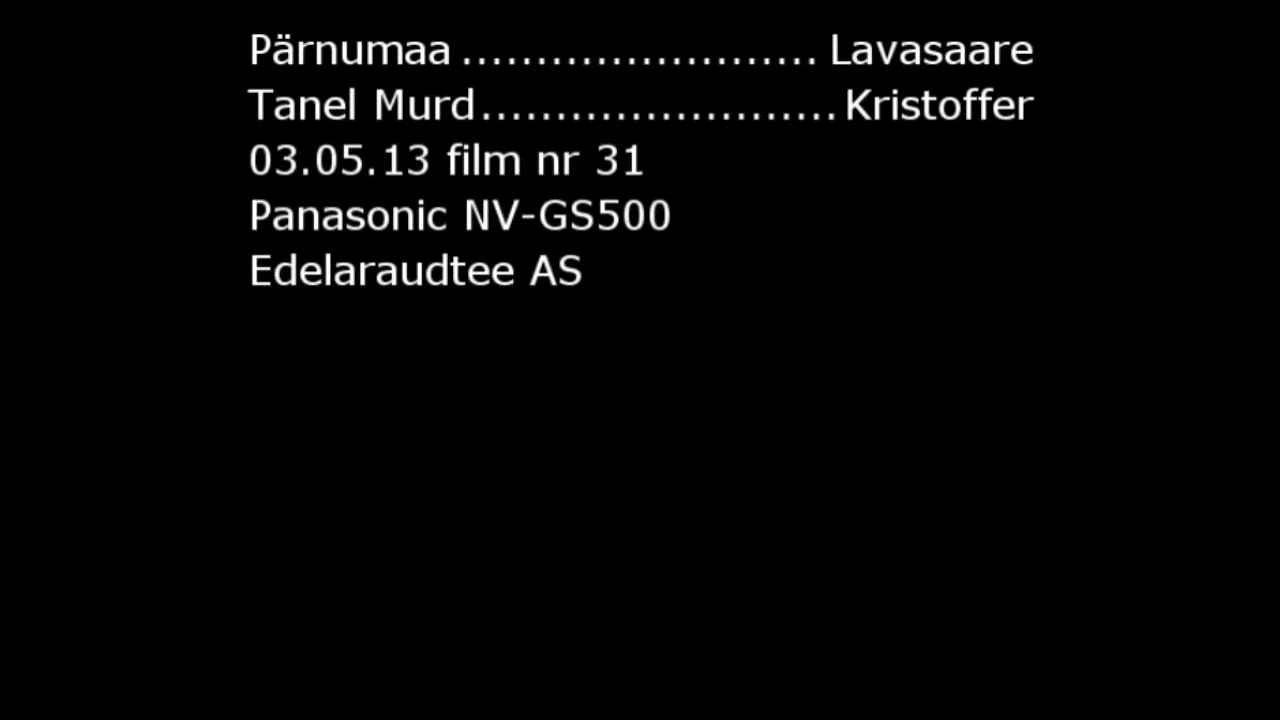 Pärnumaa........................Lavasaare
Tanel Murd........................Kristoffer
03.05.13 film nr 31
Panasonic NV-GS500
Edelaraudtee AS